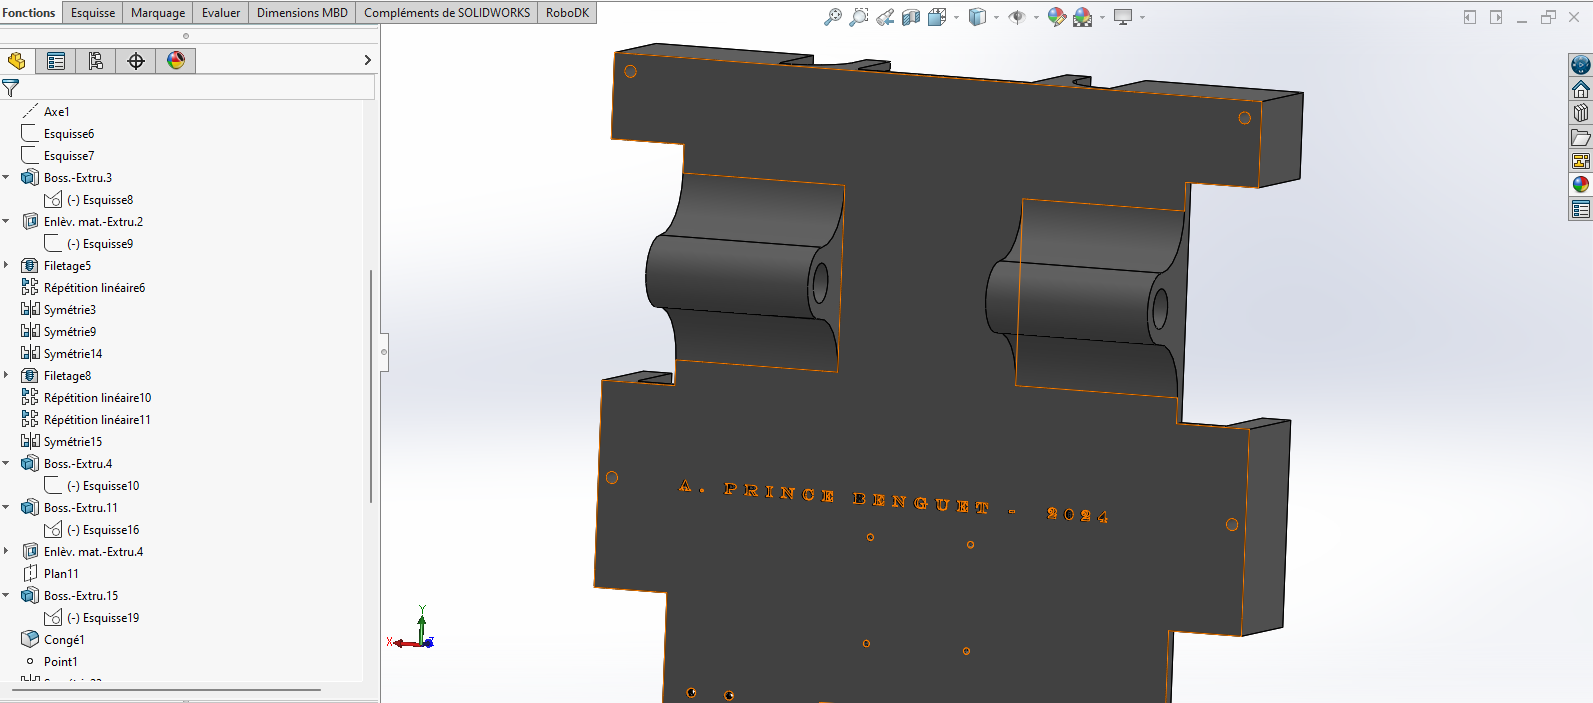 Fonctions Esquisse Marquage Evaluer Dimensions MBD Compléments de SOLIDWORKS RoboDK
Axe1
Esquisse6
Esquisse7
Boss.-Extru.3
(-) Esquisse8
Enlèv. mat.-Extru.2
(-) Esquisse9
Filetage5
Répétition linéaire6
Symétrie3
Symétrie9
Symétrie14
Filetage8
Répétition linéaire10
Répétition linéaire11
Symétrie15
Boss.-Extru.4
(-) Esquisse10
Boss.-Extru.11
(-) Esquisse16
Enlèv. mat.-Extru.4
Plan11
Boss.-Extru.15
(-) Esquisse19
Congé1
Point1
A. PRINCE BENGUET - 2024
Y
X
Z